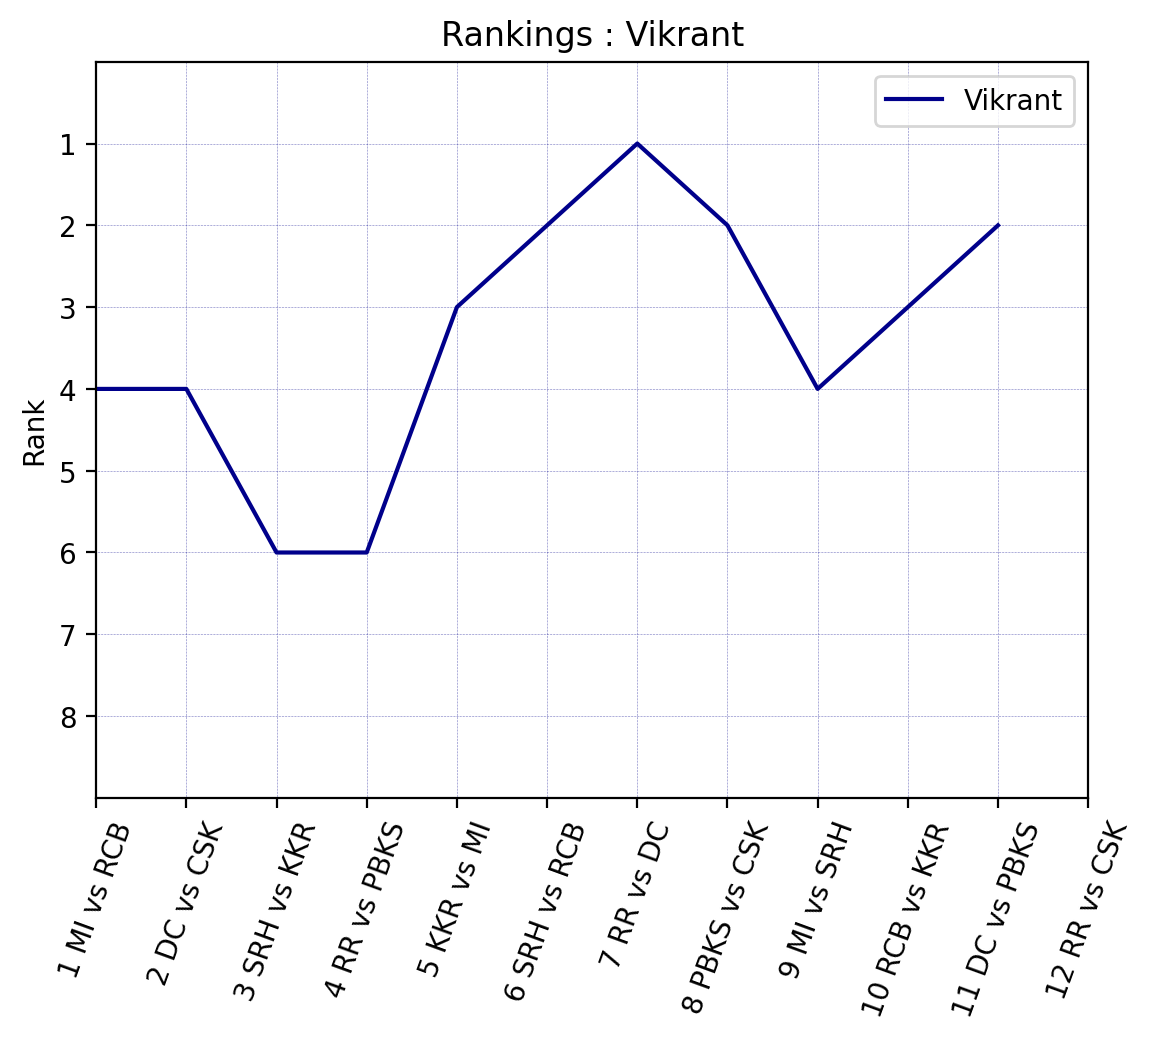 Rankings : Vikrant
Vikrant
1
2
3
4
5
6
7
8
Rank
1 MI vs RCB
2 DC vs CSK
3 SRH vs KKR
4 RR vs PBKS
5 KKR vs MI
6 SRH vs RCB
7 RR vs DC
8 PBKS vs CSK
9 MI vs SRH
10 RCB vs KKR
11 DC vs PBKS
12 RR vs CSK